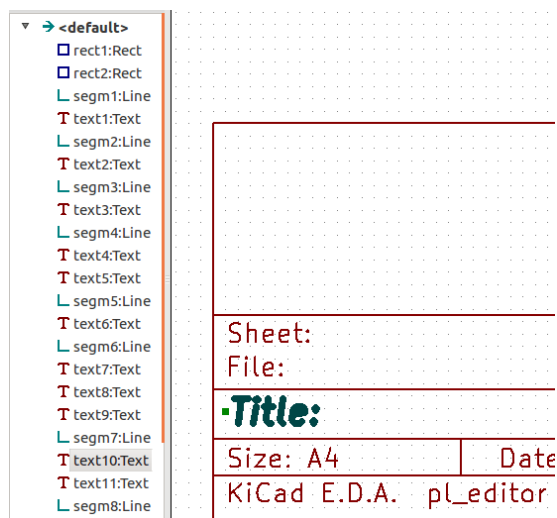 <default>
rect1:Rect
rect2:Rect
segm1:Line
text1:Text
segm2:Line
text2:Text
segm3:Line
text3:Text
segm4:Line
text4:Text
text5:Text
segm5:Line
text6:Text
segm6:Line
text7:Text
text8:Text
text9:Text
segm7:Line
text10:Text
text11:Text
segm8:Line
Sheet:
File:
Title:
Size: A4 Date
KiCad E.D.A. pl_editor